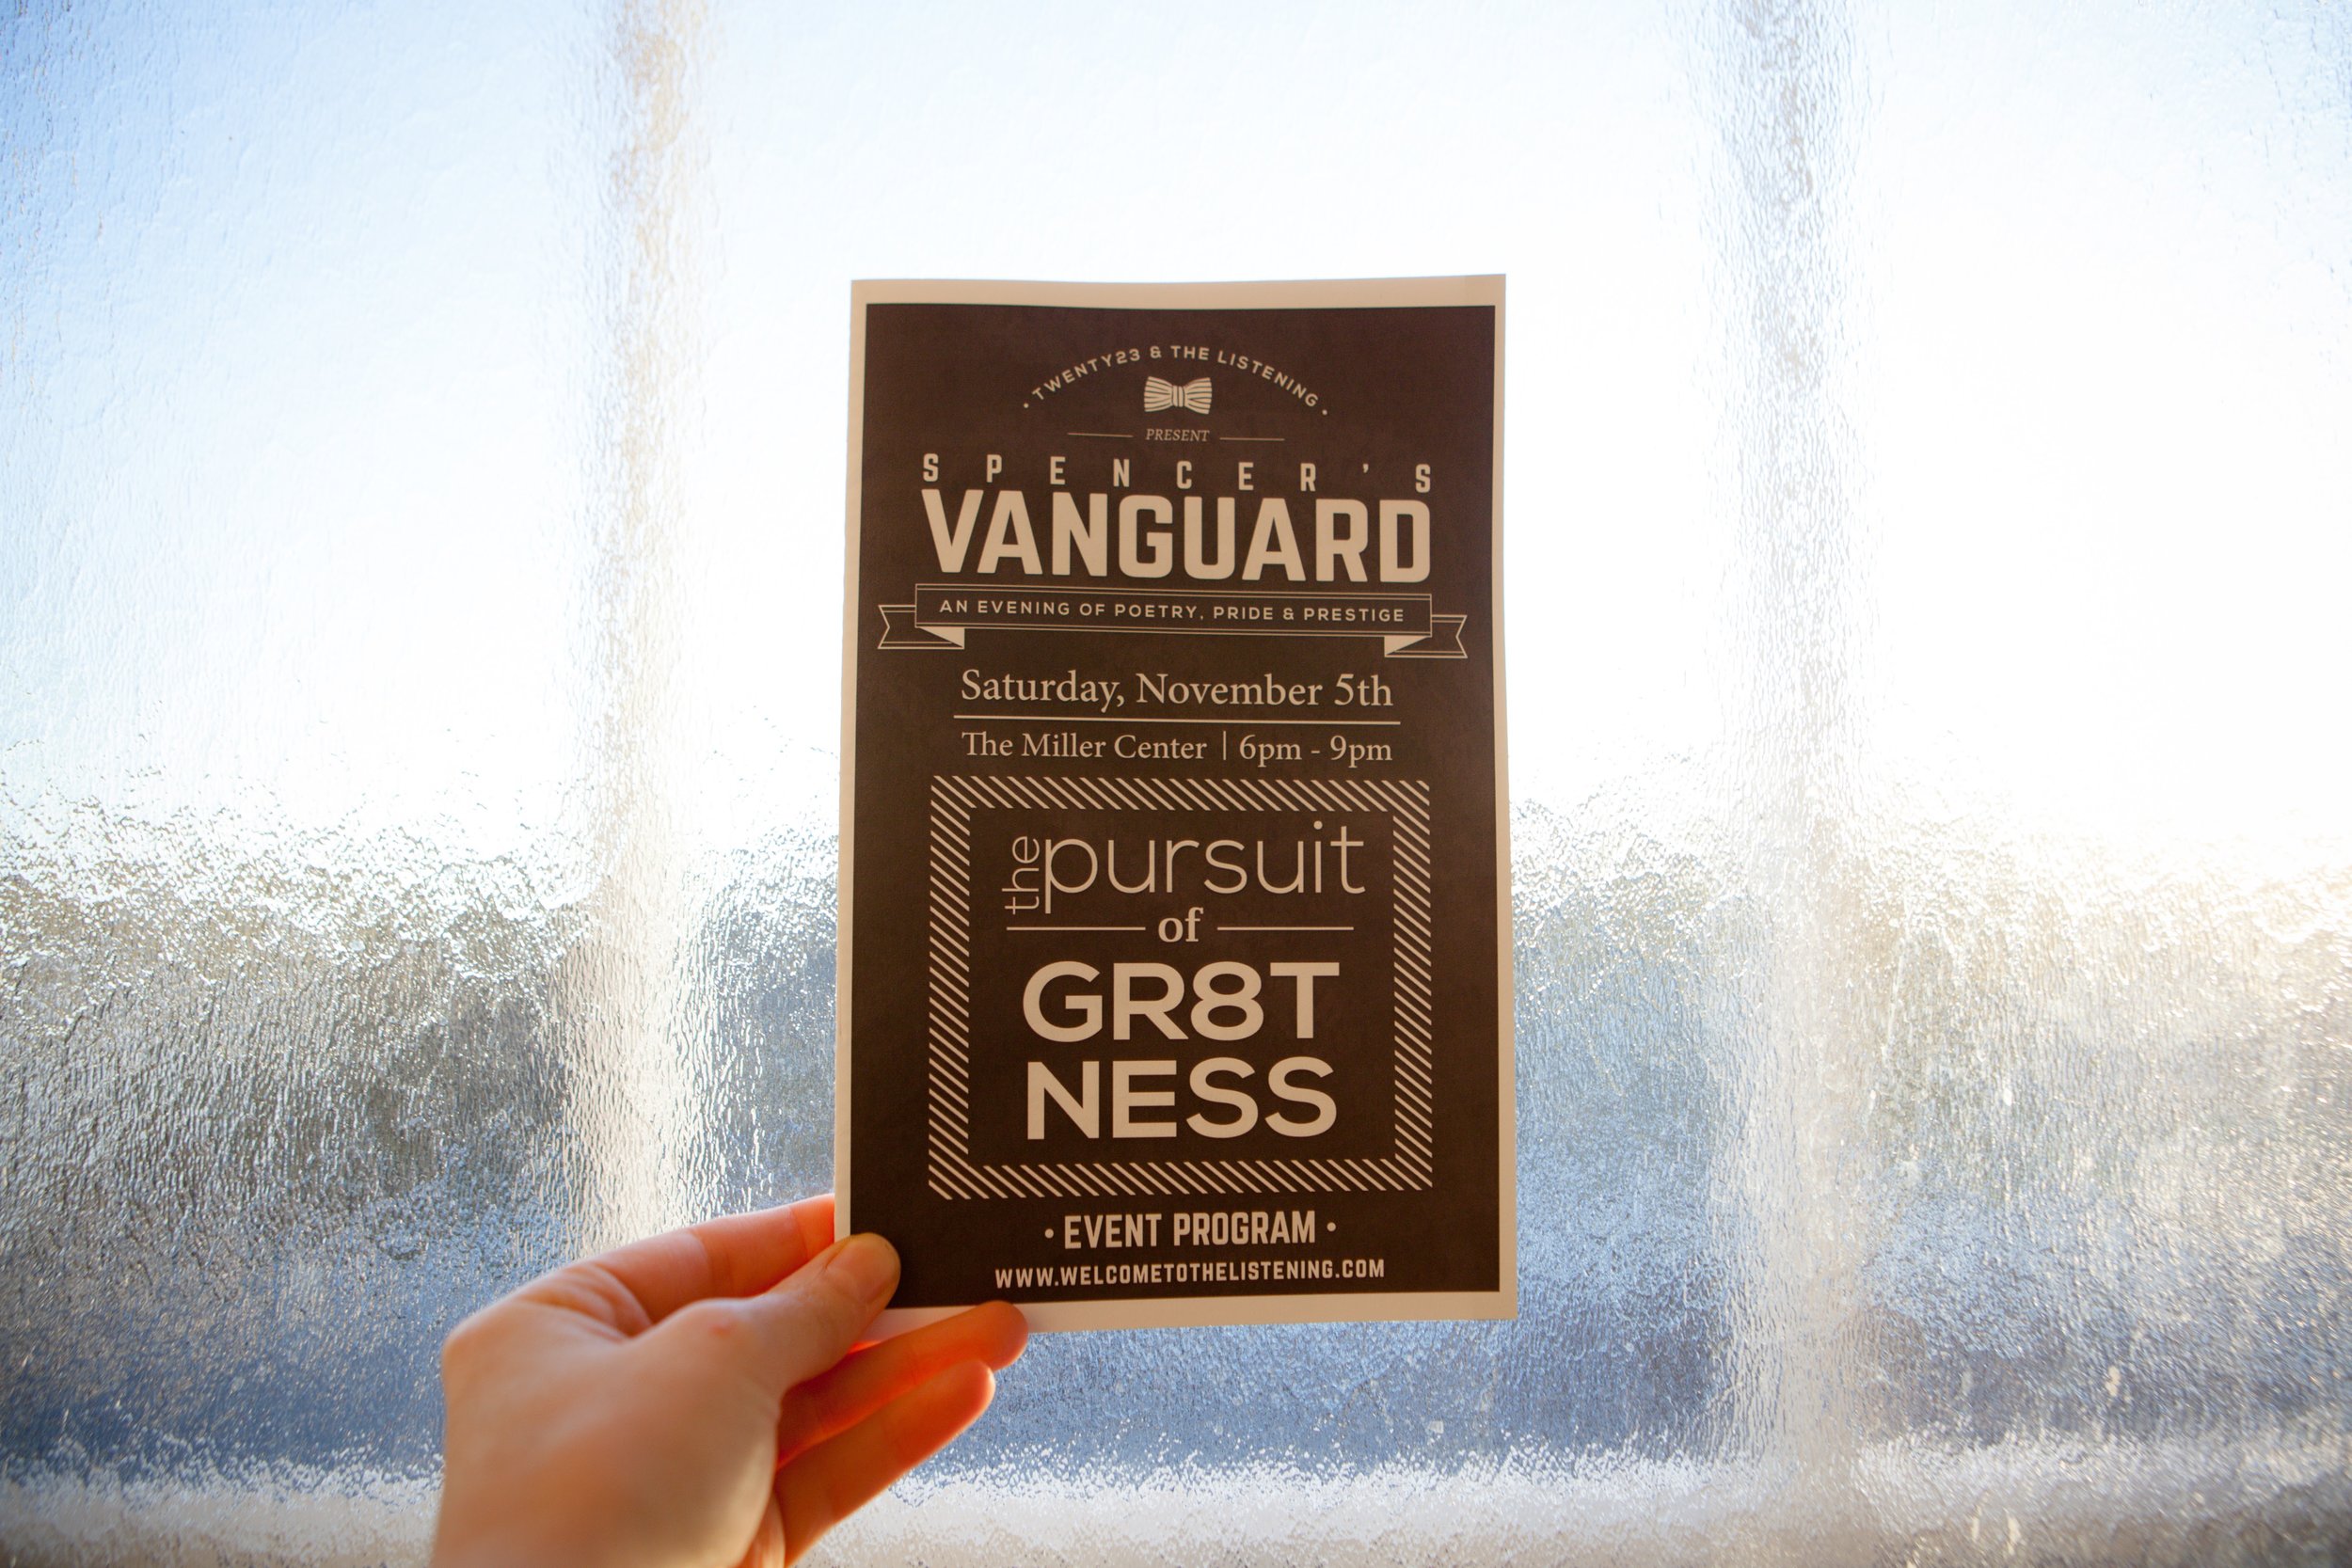 • TWENTY23 & THE LISTENING •
PRESENT
SPENCER'S
VANGUARD
AN EVENING OF POETRY, PRIDE & PRESTIGE
Saturday, November 5th
The Miller Center | 6pm - 9pm
the pursuit
of
GR8T
NESS
• EVENT PROGRAM •
WWW.WELCOMETOTHELISTENING.COM